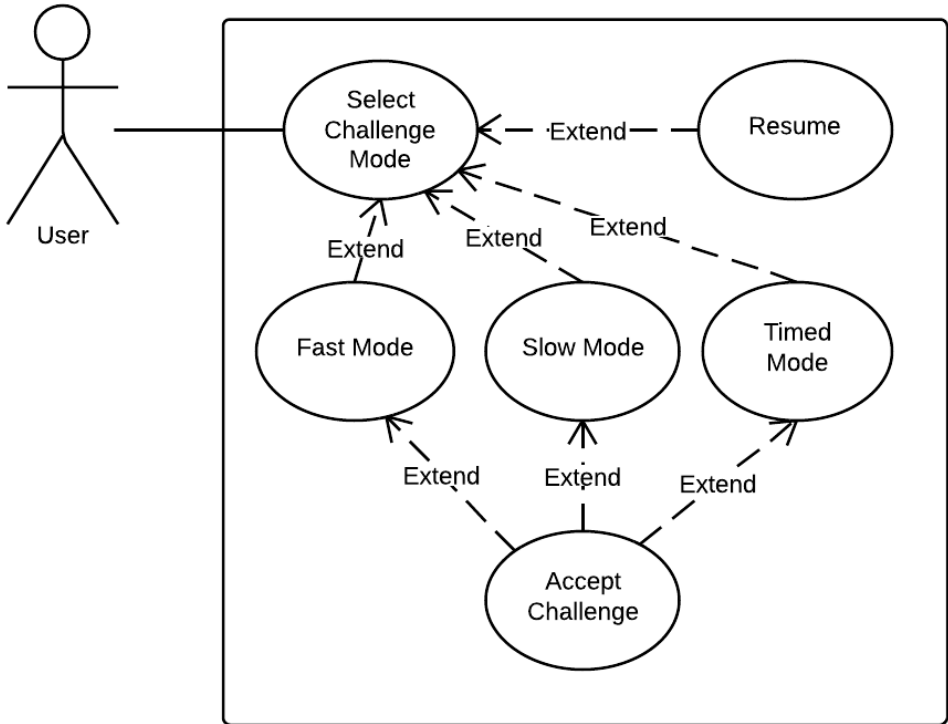 Select
Challenge
Mode
Extend
Resume
User
Extend
Extend
Extend
Fast Mode
Slow Mode
Timed
Mode
Extend
Extend
Extend
Accept
Challenge